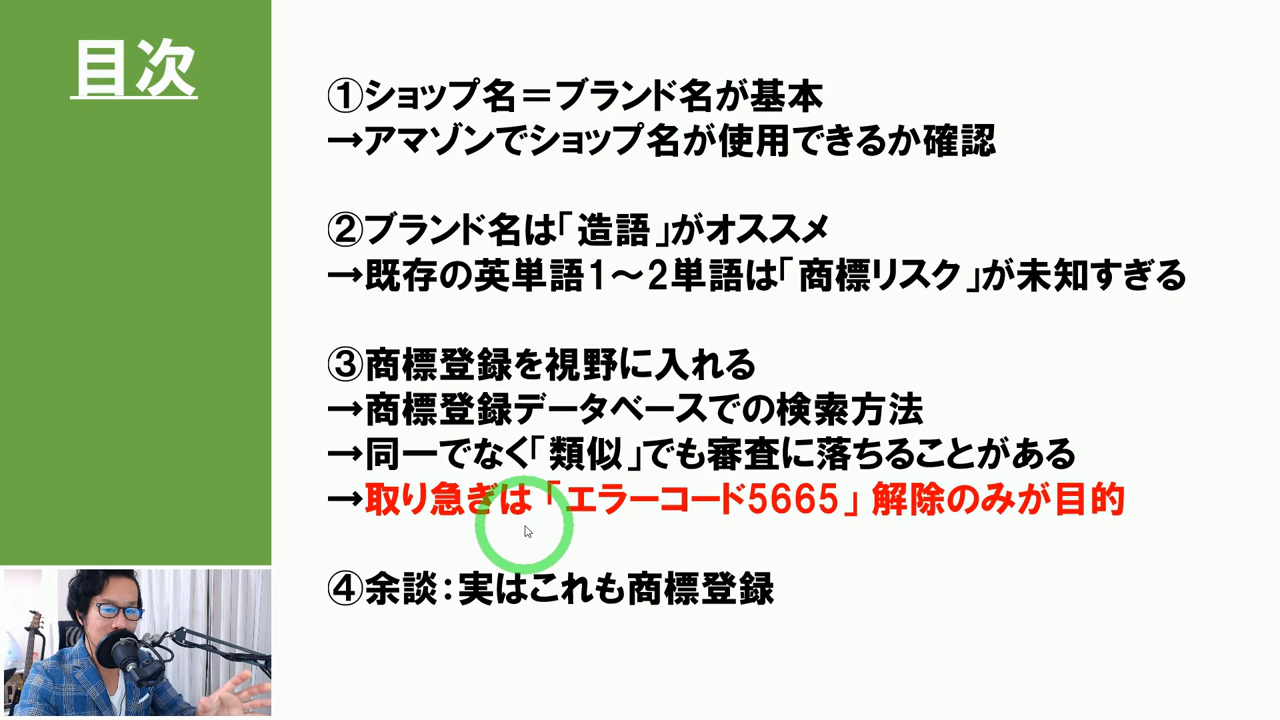 目次
①ショップ名＝ブランド名が基本
→アマゾンでショップ名が使用できるか確認
②ブランド名は「造語」がオススメ
→既存の英単語1～2単語は「商標リスク」が未知すぎる
③商標登録を視野に入れる
→商標登録データベースでの検索方法
→同一でなく「類似」でも審査に落ちることがある
→取り急ぎは「エラーコード5665」解除のみが目的
④余談：実はこれも商標登録